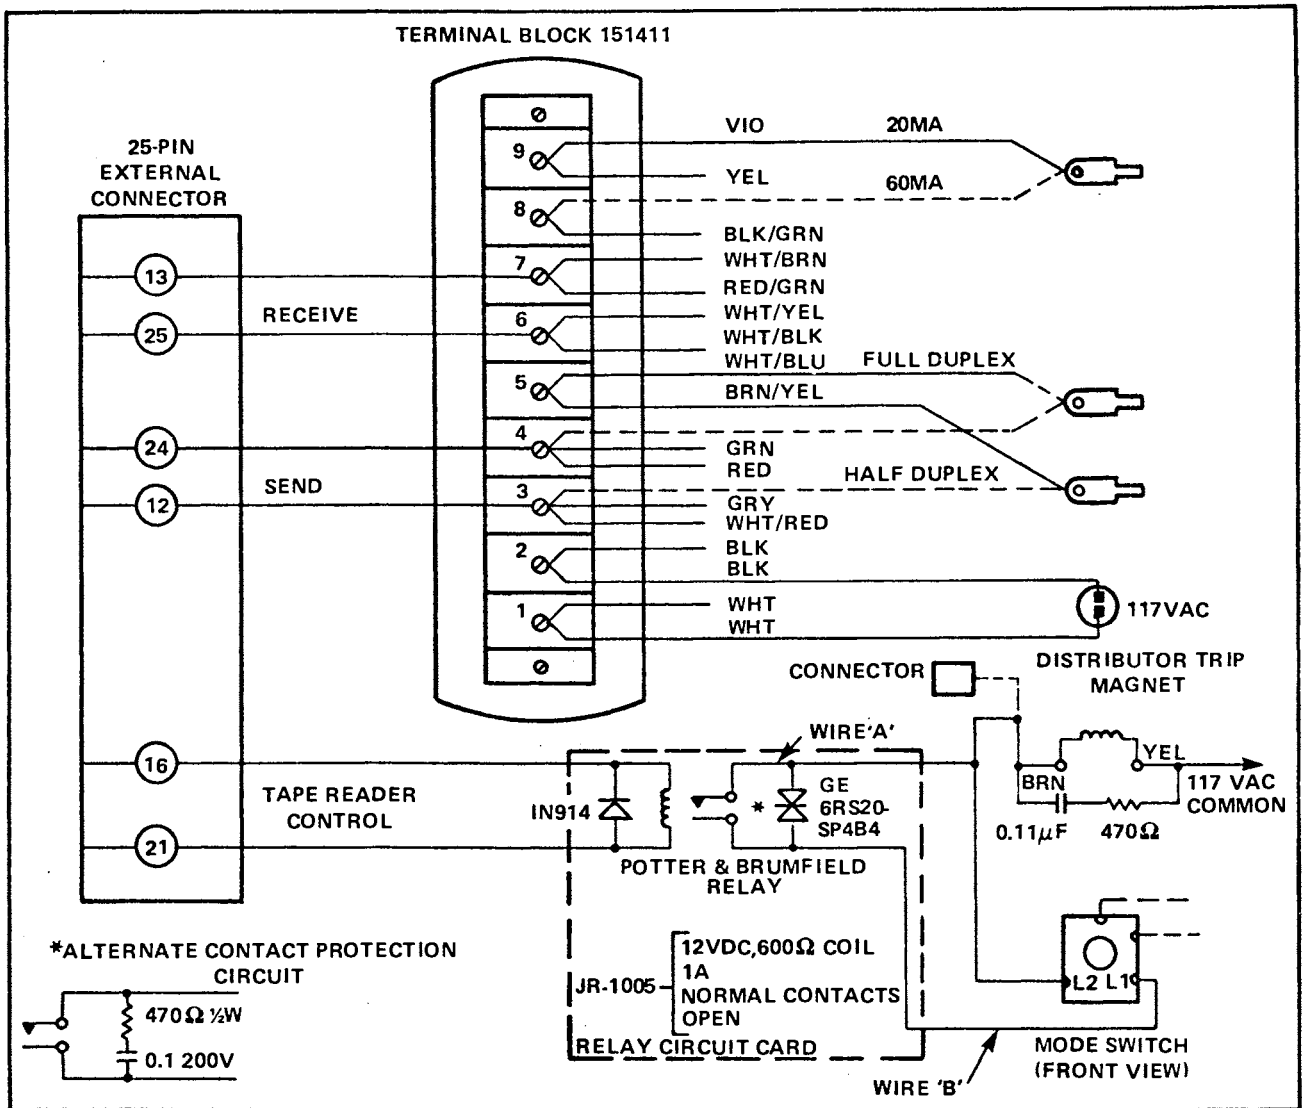 TERMINAL BLOCK 151411
25-PIN
EXTERNAL
CONNECTOR
13
25
RECEIVE
24
12
SEND
16
21
TAPE READER
CONTROL
9
8
7
6
5
4
3
2
1
VIO 20MA
YEL
60MA
BLK/GRN
WHT/BRN
RED/GRN
WHT/YEL
WHT/BLK
WHT/BLU FULL DUPLEX
BRN/YEL
GRN
RED
HALF DUPLEX
GRY
WHT/RED
BLK
BLK
WHT
WHT
117VAC
CONNECTOR
DISTRIBUTOR TRIP
MAGNET
WIRE 'A'
BRN
YEL
117 VAC
COMMON
0.11µF 470Ω
IN914
*
GE
6RS20-
SP4B4
POTTER & BRUMFIELD
RELAY
JR-1005
12VDC,600Ω COIL
1A
NORMAL CONTACTS
OPEN
RELAY CIRCUIT CARD
L2 L1
MODE SWITCH
(FRONT VIEW)
WIRE 'B'
*ALTERNATE CONTACT PROTECTION
CIRCUIT
470Ω ½W
0.1 200V